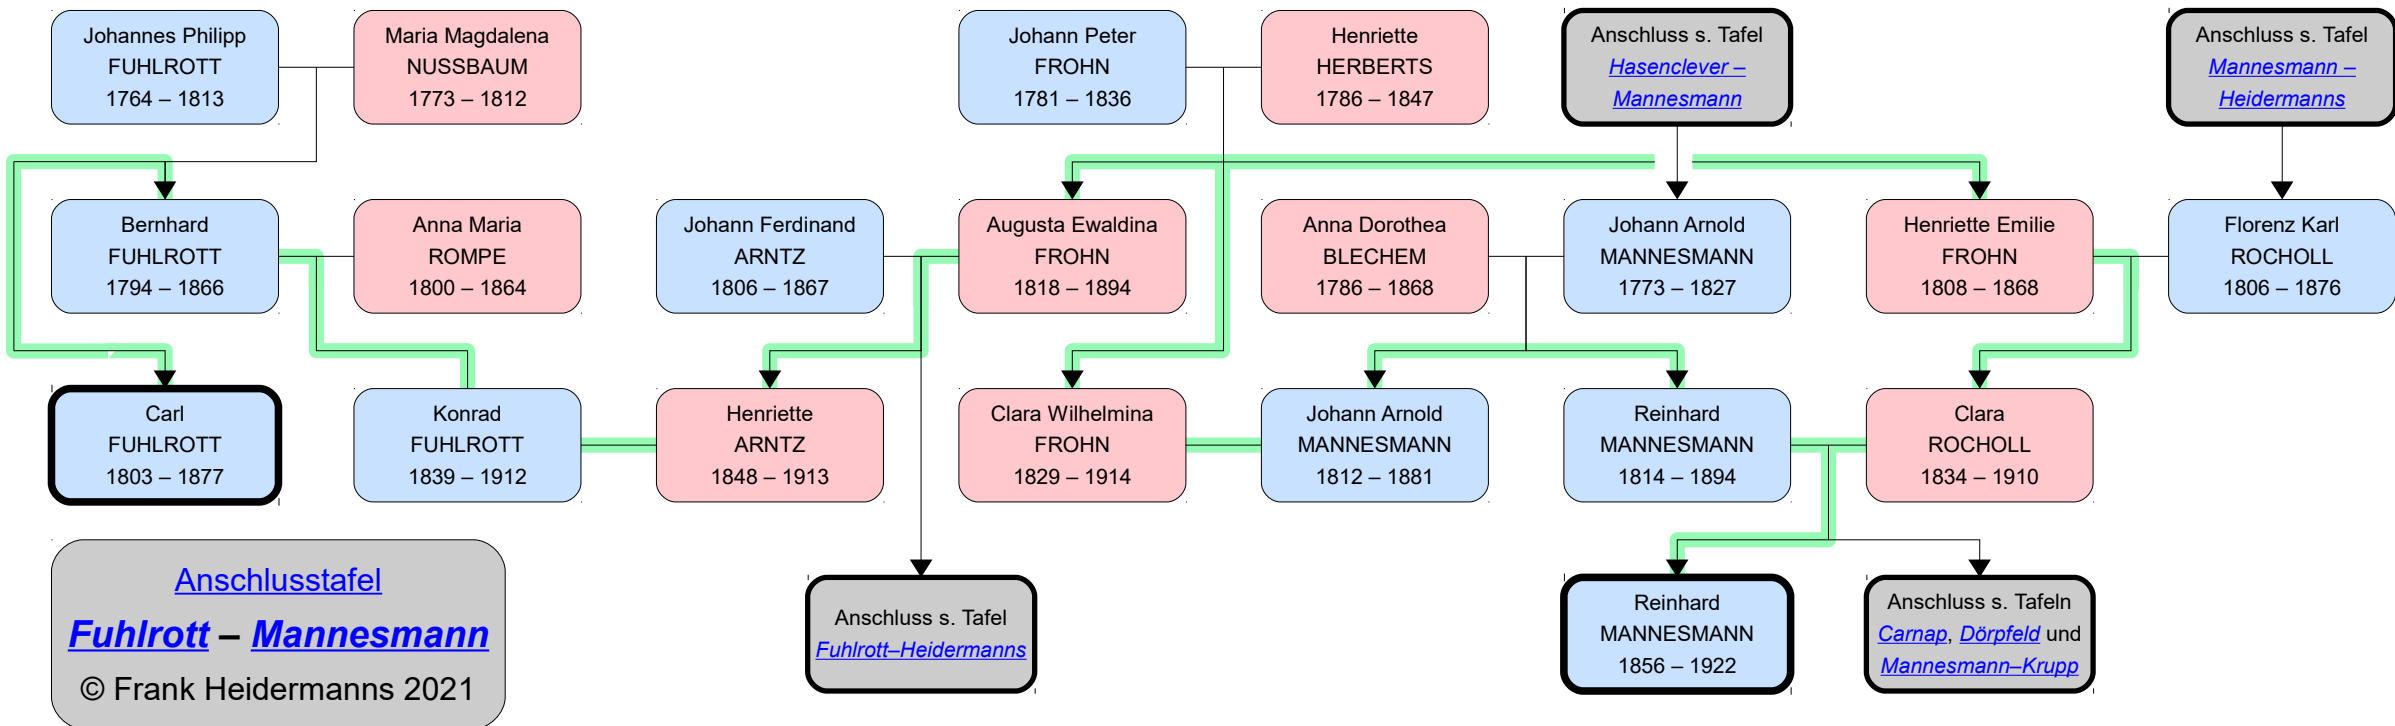 Johannes Philipp
FUHLROTT
1764 – 1813
Maria Magdalena
NUSSBAUM
1773 – 1812
Johann Peter
FROHN
1781 – 1836
Henriette
HERBERTS
1786 – 1847
Anschluss s. Tafel
Hasenclever –
Mannesmann
Anschluss s. Tafel
Mannesmann –
Heidermanns
Bernhard
FUHLROTT
1794 – 1866
Anna Maria
ROMPE
1800 – 1864
Johann Ferdinand
ARNTZ
1806 – 1867
Augusta Ewaldina
FROHN
1818 – 1894
Anna Dorothea
BLECHEM
1786 – 1868
Johann Arnold
MANNESMANN
1773 – 1827
Henriette Emilie
FROHN
1808 – 1868
Florenz Karl
ROCHOLL
1806 – 1876
Carl
FUHLROTT
1803 – 1877
Konrad
FUHLROTT
1839 – 1912
Henriette
ARNTZ
1848 – 1913
Clara Wilhelmina
FROHN
1829 – 1914
Johann Arnold
MANNESMANN
1812 – 1881
Reinhard
MANNESMANN
1814 – 1894
Clara
ROCHOLL
1834 – 1910
Anschlusstafel
Fuhlrott – Mannesmann
© Frank Heidermanns 2021
Anschluss s. Tafel
Fuhlrott–Heidermanns
Reinhard
MANNESMANN
1856 – 1922
Anschluss s. Tafeln
Carnap, Dörpfeld und
Mannesmann–Krupp